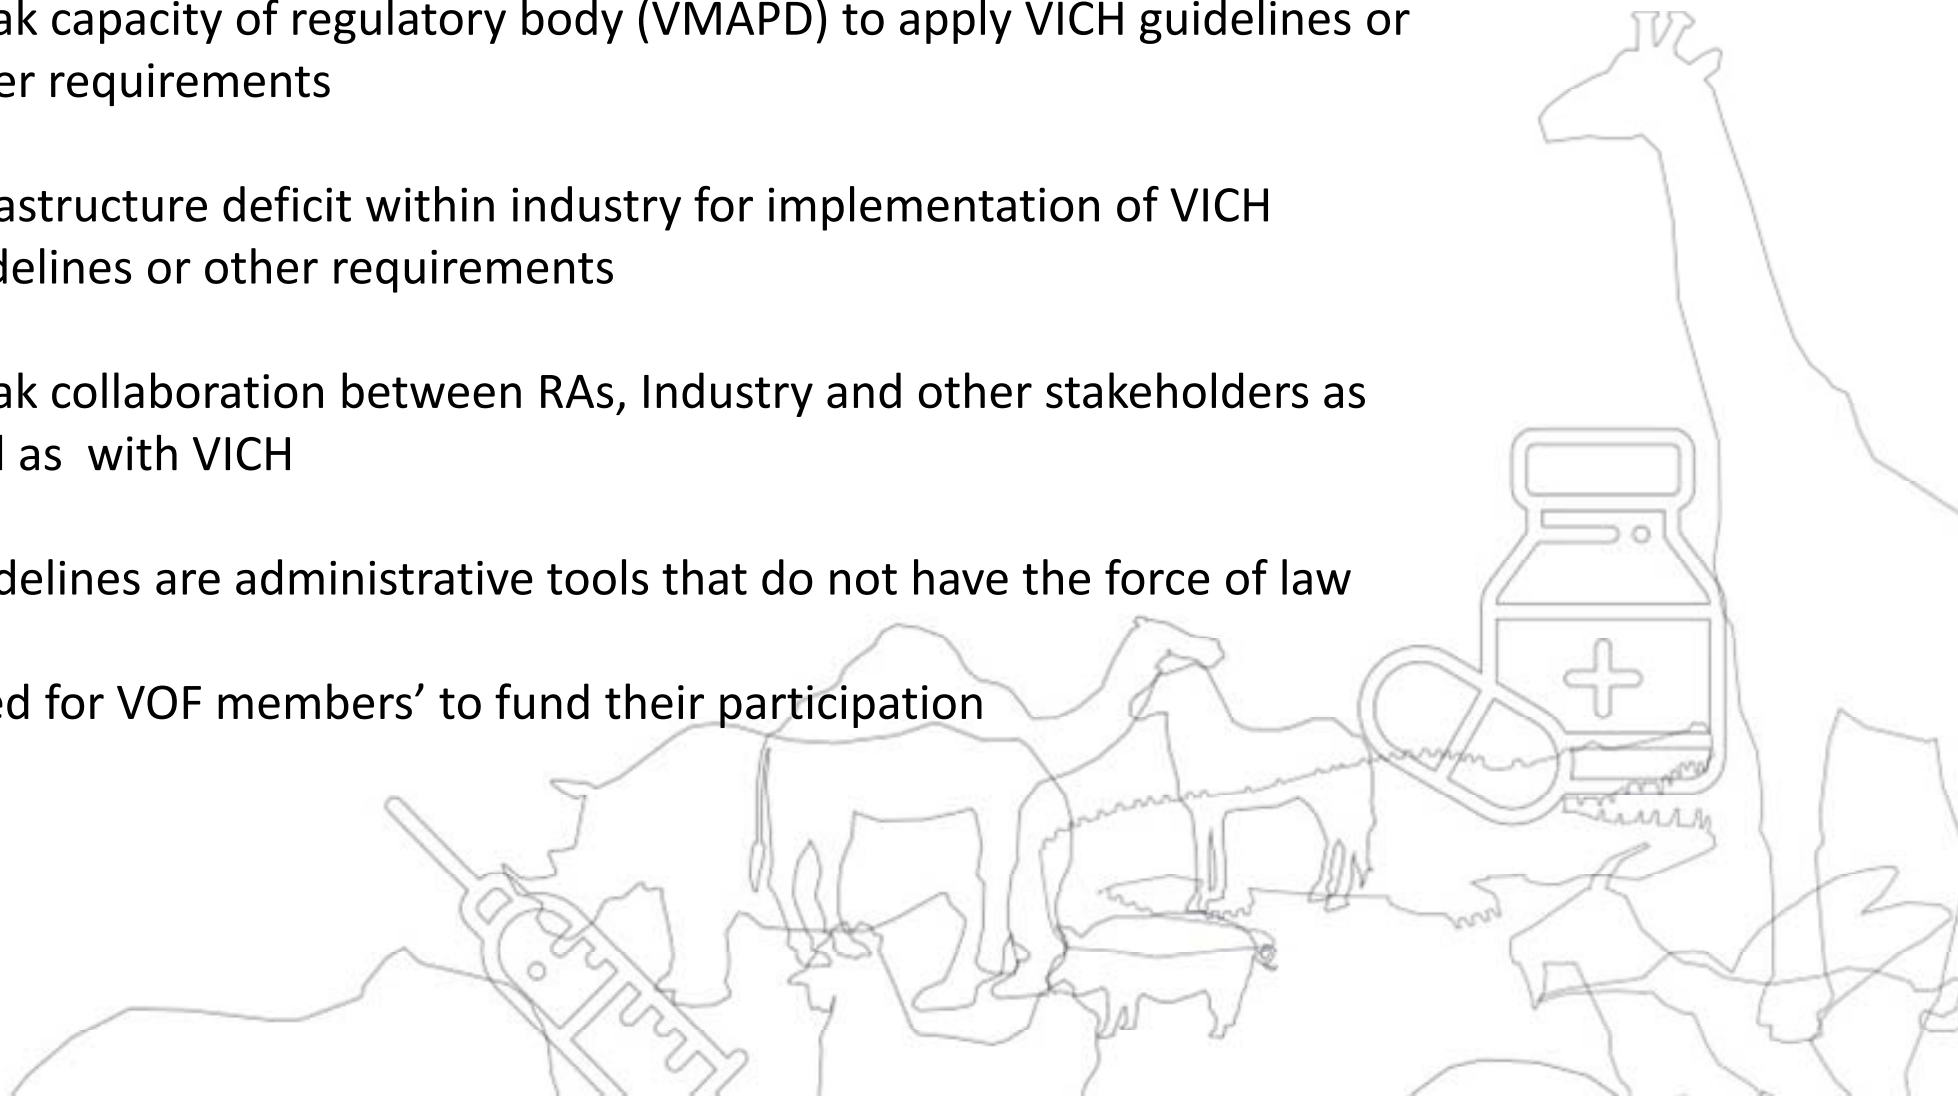 ak capacity of regulatory body (VMAPD) to apply VICH guidelines or
er requirements
astructure deficit within industry for implementation of VICH
delines or other requirements
ak collaboration between RAs, Industry and other stakeholders as
l as  with VICH
delines are administrative tools that do not have the force of law
ed for VOF members’ to fund their participation